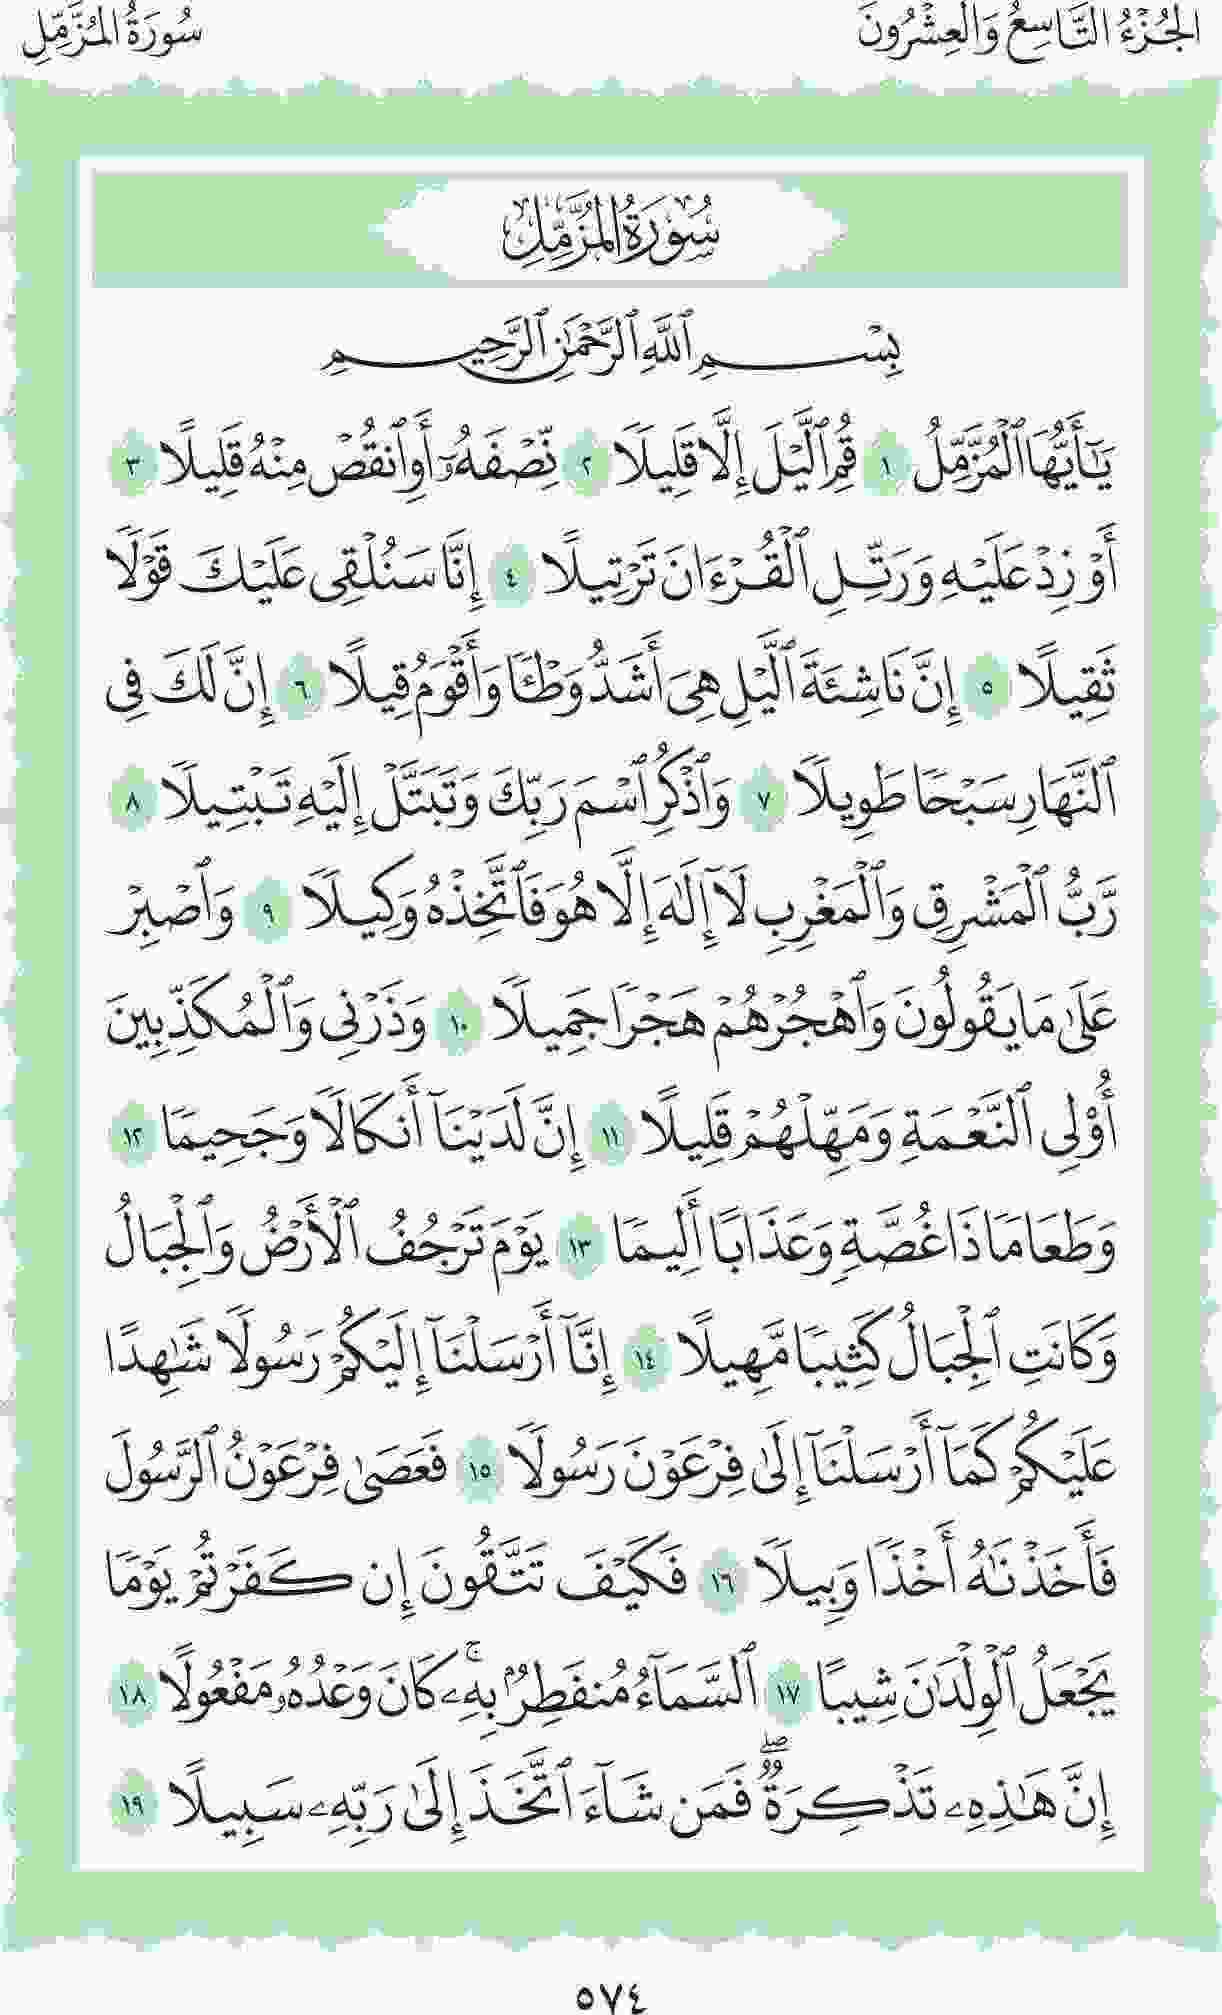 الجُزْءُ التَّاسِعُ وَالْعِشْرُونَ
سُورَةُ المُزَّمِّلِ
سُورَةُ المُزَّمِّلِ
بِسْمِ ٱللَّهِ ٱلرَّحْمَٰنِ ٱلرَّحِيمِ
يَٰٓأَيُّهَا ٱلْمُزَّمِّلُ ١ قُمِ ٱلَّيْلَ إِلَّا قَلِيلًا ٢ نِّصْفَهُۥٓ أَوِ ٱنقُصْ مِنْهُ قَلِيلًا ٣
أَوْ زِدْ عَلَيْهِ وَرَتِّلِ ٱلْقُرْءَانَ تَرْتِيلًا ٤ إِنَّا سَنُلْقِى عَلَيْكَ قَوْلًا
ثَقِيلًا ٥ إِنَّ نَاشِئَةَ ٱلَّيْلِ هِىَ أَشَدُّ وَطْـًٔا وَأَقْوَمُ قِيلًا ٦ إِنَّ لَكَ فِى
ٱلنَّهَارِ سَبْحًا طَوِيلًا ٧ وَٱذْكُرِ ٱسْمَ رَبِّكَ وَتَبَتَّلْ إِلَيْهِ تَبْتِيلًا ٨
رَّبُّ ٱلْمَشْرِقِ وَٱلْمَغْرِبِ لَآ إِلَٰهَ إِلَّا هُوَ فَٱتَّخِذْهُ وَكِيلًا ٩ وَٱصْبِرْ
عَلَىٰ مَا يَقُولُونَ وَٱهْجُرْهُمْ هَجْرًا جَمِيلًا ١٠ وَذَرْنِى وَٱلْمُكَذِّبِينَ
أُو۟لِى ٱلنَّعْمَةِ وَمَهِّلْهُمْ قَلِيلًا ١١ إِنَّ لَدَيْنَآ أَنكَالًا وَجَحِيمًا ١٢
وَطَعَامًا ذَا غُصَّةٍ وَعَذَابًا أَلِيمًا ١٣ يَوْمَ تَرْجُفُ ٱلْأَرْضُ وَٱلْجِبَالُ
وَكَانَتِ ٱلْجِبَالُ كَثِيبًا مَّهِيلًا ١٤ إِنَّآ أَرْسَلْنَآ إِلَيْكُمْ رَسُولًا شَٰهِدًا
عَلَيْكُمْ كَمَآ أَرْسَلْنَآ إِلَىٰ فِرْعَوْنَ رَسُولًا ١٥ فَعَصَىٰ فِرْعَوْنُ ٱلرَّسُولَ
فَأَخَذْنَٰهُ أَخْذًا وَبِيلًا ١٦ فَكَيْفَ تَتَّقُونَ إِن كَفَرْتُمْ يَوْمًا
يَجْعَلُ ٱلْوِلْدَٰنَ شِيبًا ١٧ ٱلسَّمَآءُ مُنفَطِرٌۢ بِهِۦ ۚ كَانَ وَعْدُهُۥ مَفْعُولًا ١٨
إِنَّ هَٰذِهِۦ تَذْكِرَةٌ ۖ فَمَن شَآءَ ٱتَّخَذَ إِلَىٰ رَبِّهِۦ سَبِيلًا ١٩
٥٧٤